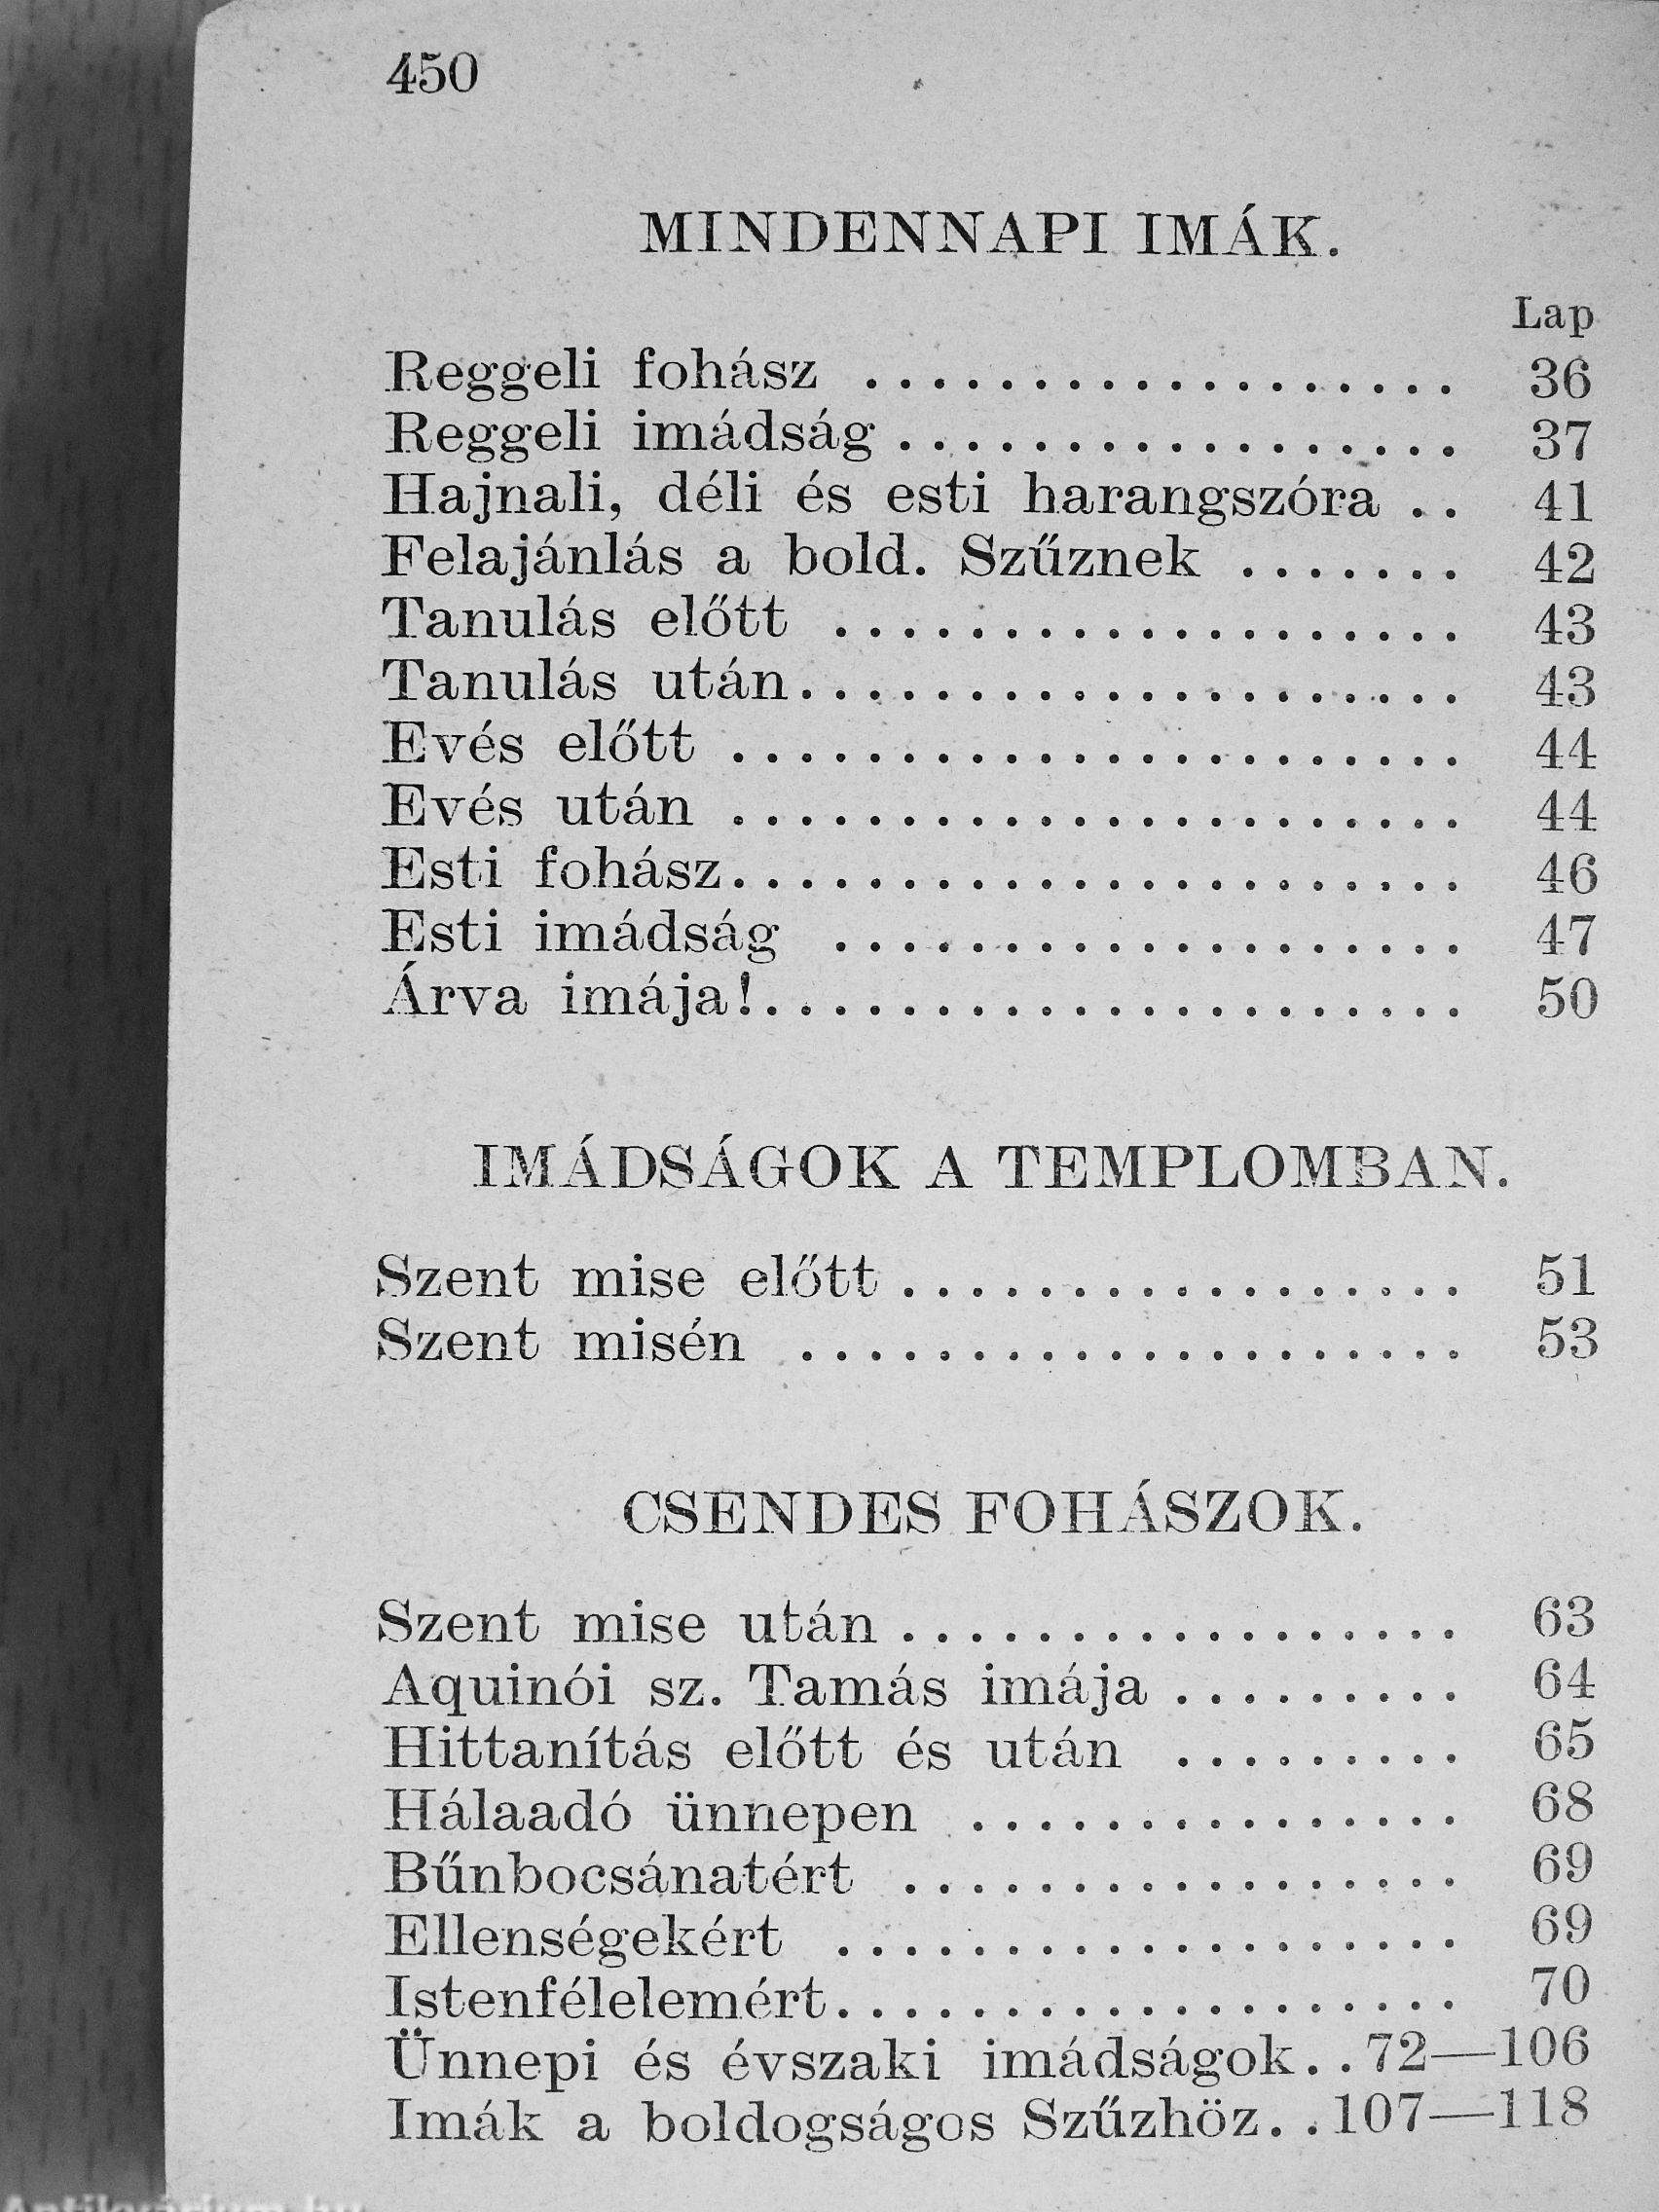 450
MINDENNAPI IMÁK.
Lap
Reggeli fohász .................. 36
Reggeli imádság ................. 37
Hajnali, déli és esti harangszóra .. 41
Felajánlás a bold. Szűznek ....... 42
Tanulás előtt ................... 43
Tanulás után.................... 43
Evés előtt ...................... 44
Evés után ...................... 44
Esti fohász...................... 46
Esti imádság ................... 47
Árva imája!..................... 50
IMÁDSÁGOK A TEMPLOMBAN.
Szent mise előtt ................. 51
Szent misén .................... 53
CSENDES FOHÁSZOK.
Szent mise után ................. 63
Aquinói sz. Tamás imája ......... 64
Hittanítás előtt és után ......... 65
Hálaadó ünnepen ............... 68
Bűnbocsánatért ................. 69
Ellenségekért ................... 69
Istenfélelemért................... 70
Ünnepi és évszaki imádságok..72—106
Imák a boldogságos Szűzhöz..107—118
Antikvárium.hu